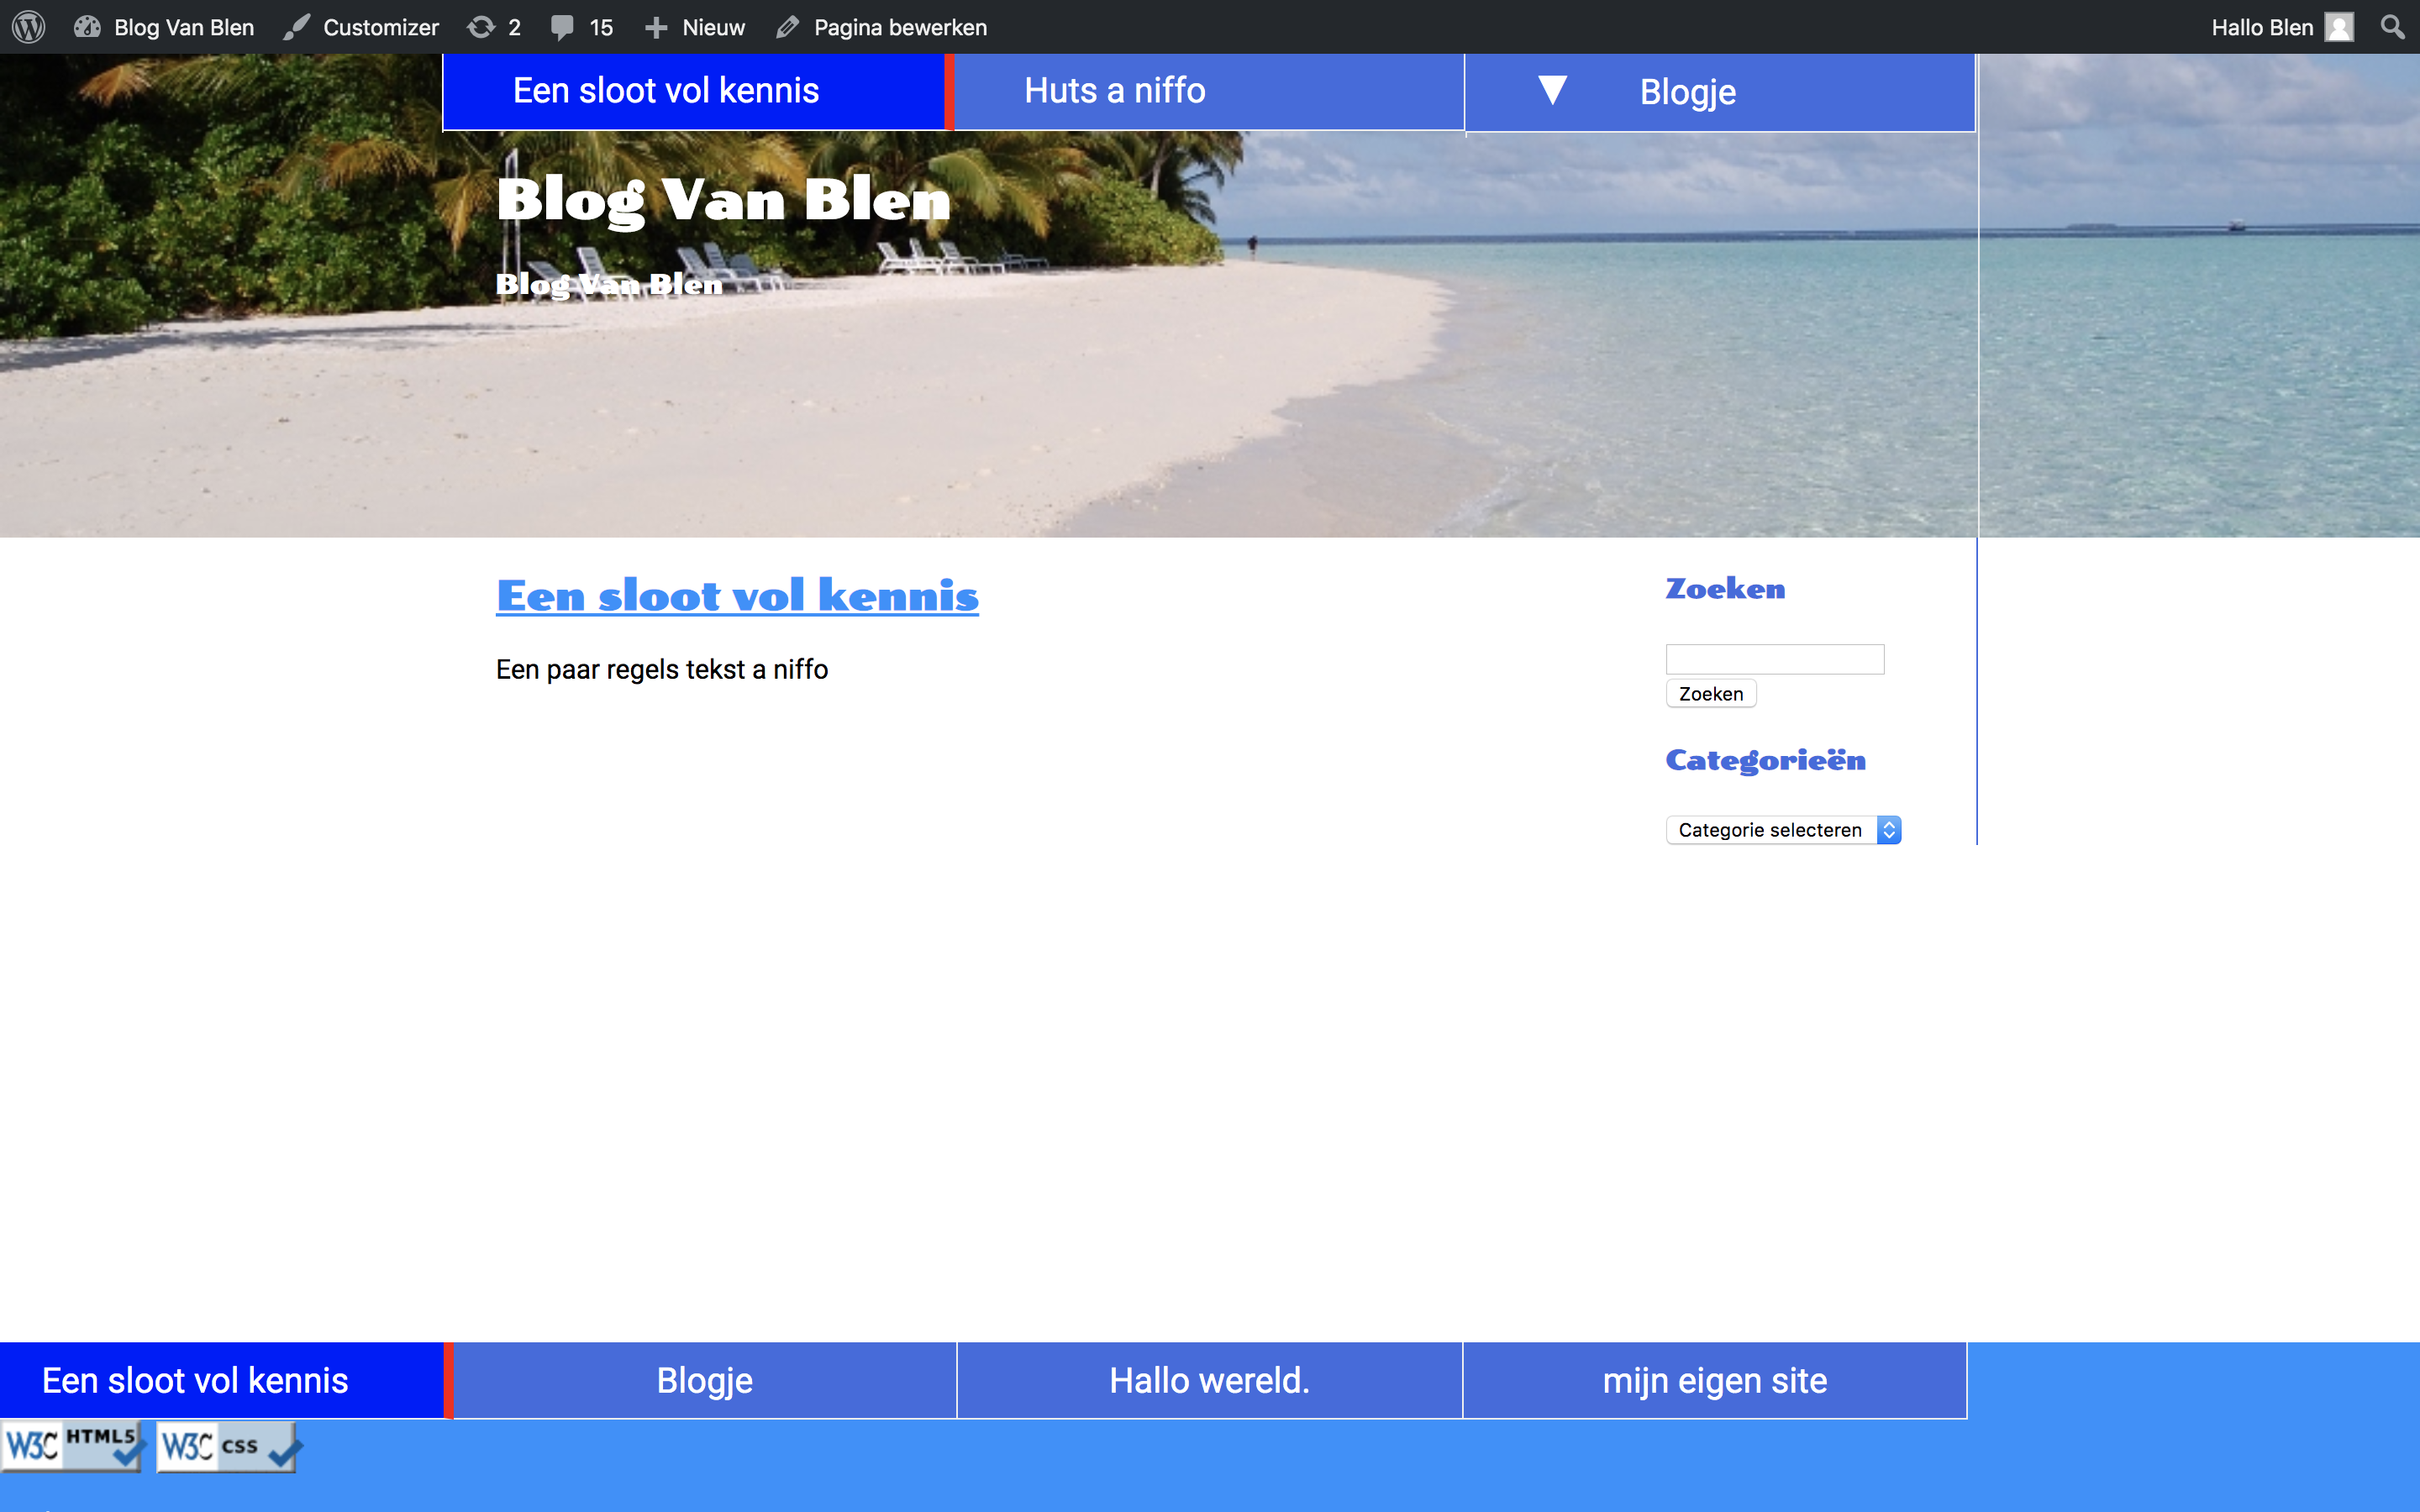 Blog Van Blen Customizer 2 15 Nieuw Pagina bewerken Hallo Blen
Een sloot vol kennis Huts a niffo ▼ Blogje
Blog Van Blen
Blog Van Blen
Een sloot vol kennis
Een paar regels tekst a niffo
Zoeken
Zoeken
Categorieën
Categorie selecteren
Een sloot vol kennis Blogje Hallo wereld. mijn eigen site
W3C HTML5 W3C CSS